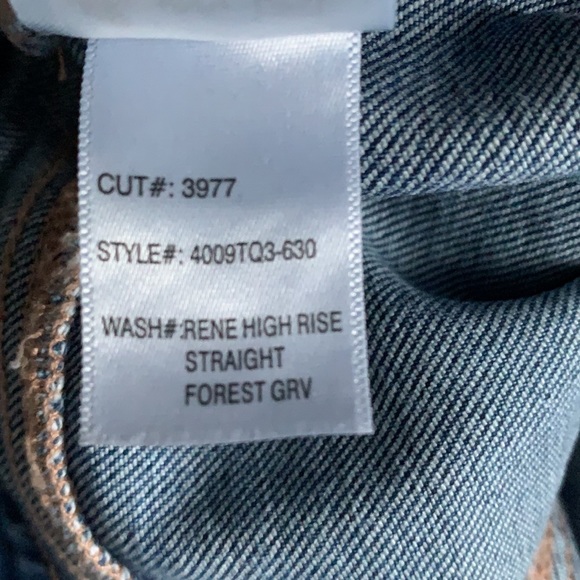 CUT#: 3977
STYLE#: 4009TQ3-630
WASH#:RENE HIGH RISE
STRAIGHT
FOREST GRV